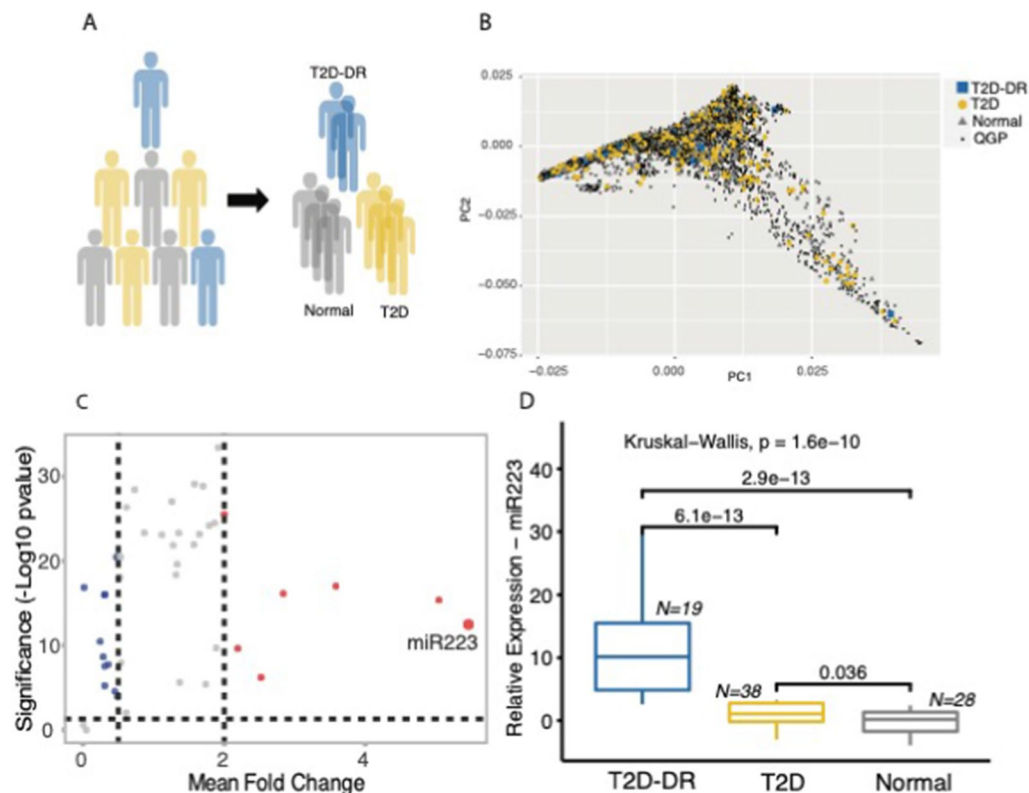 A
T2D-DR
Normal
T2D
B
0.025
0.000
−0.025
−0.050
−0.075
PC2
−0.025
0.000
0.025
PC1
T2D-DR
T2D
Normal
QGP
C
Significance (-Log10 pvalue)
30
20
10
0
miR223
0
2
4
Mean Fold Change
D
Relative Expression − miR223
40
30
20
10
0
Kruskal−Wallis, p = 1.6e−10
2.9e−13
6.1e−13
N=19
0.036
N=38
N=28
T2D-DR
T2D
Normal